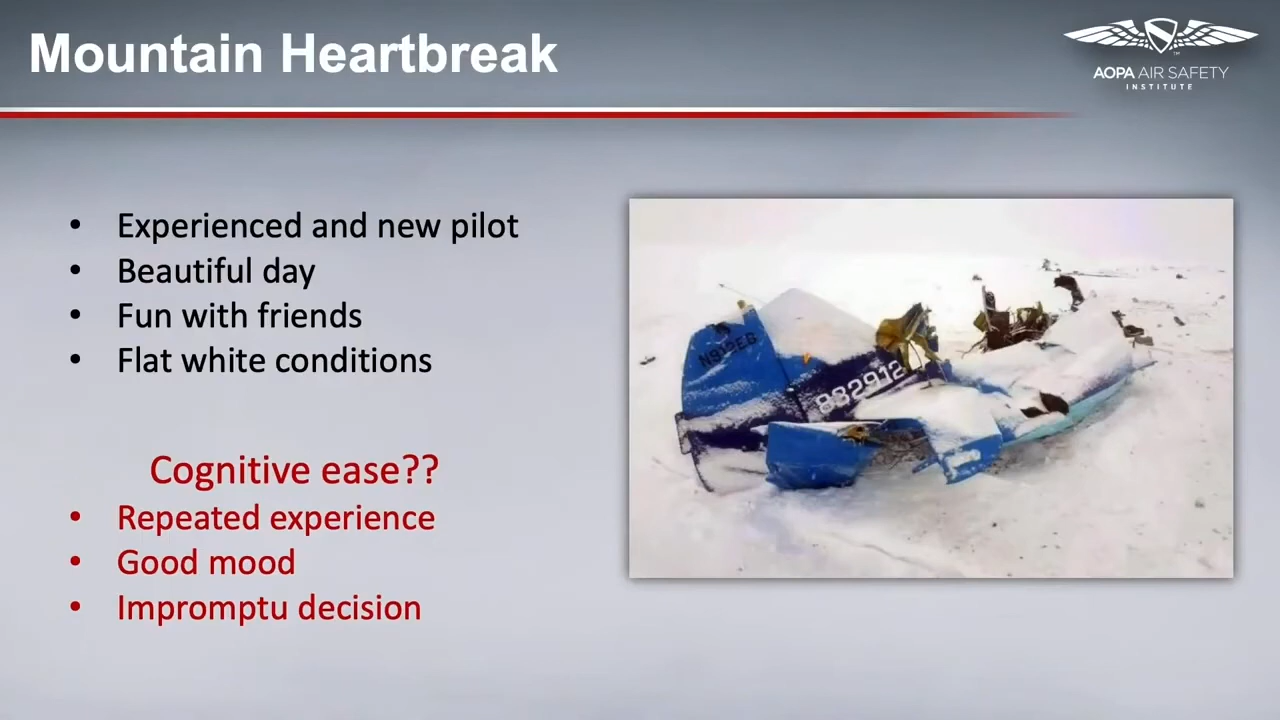 Mountain Heartbreak
AOPA AIR SAFETY
INSTITUTE
• Experienced and new pilot
• Beautiful day
• Fun with friends
• Flat white conditions
Cognitive ease??
• Repeated experience
• Good mood
• Impromptu decision
832912